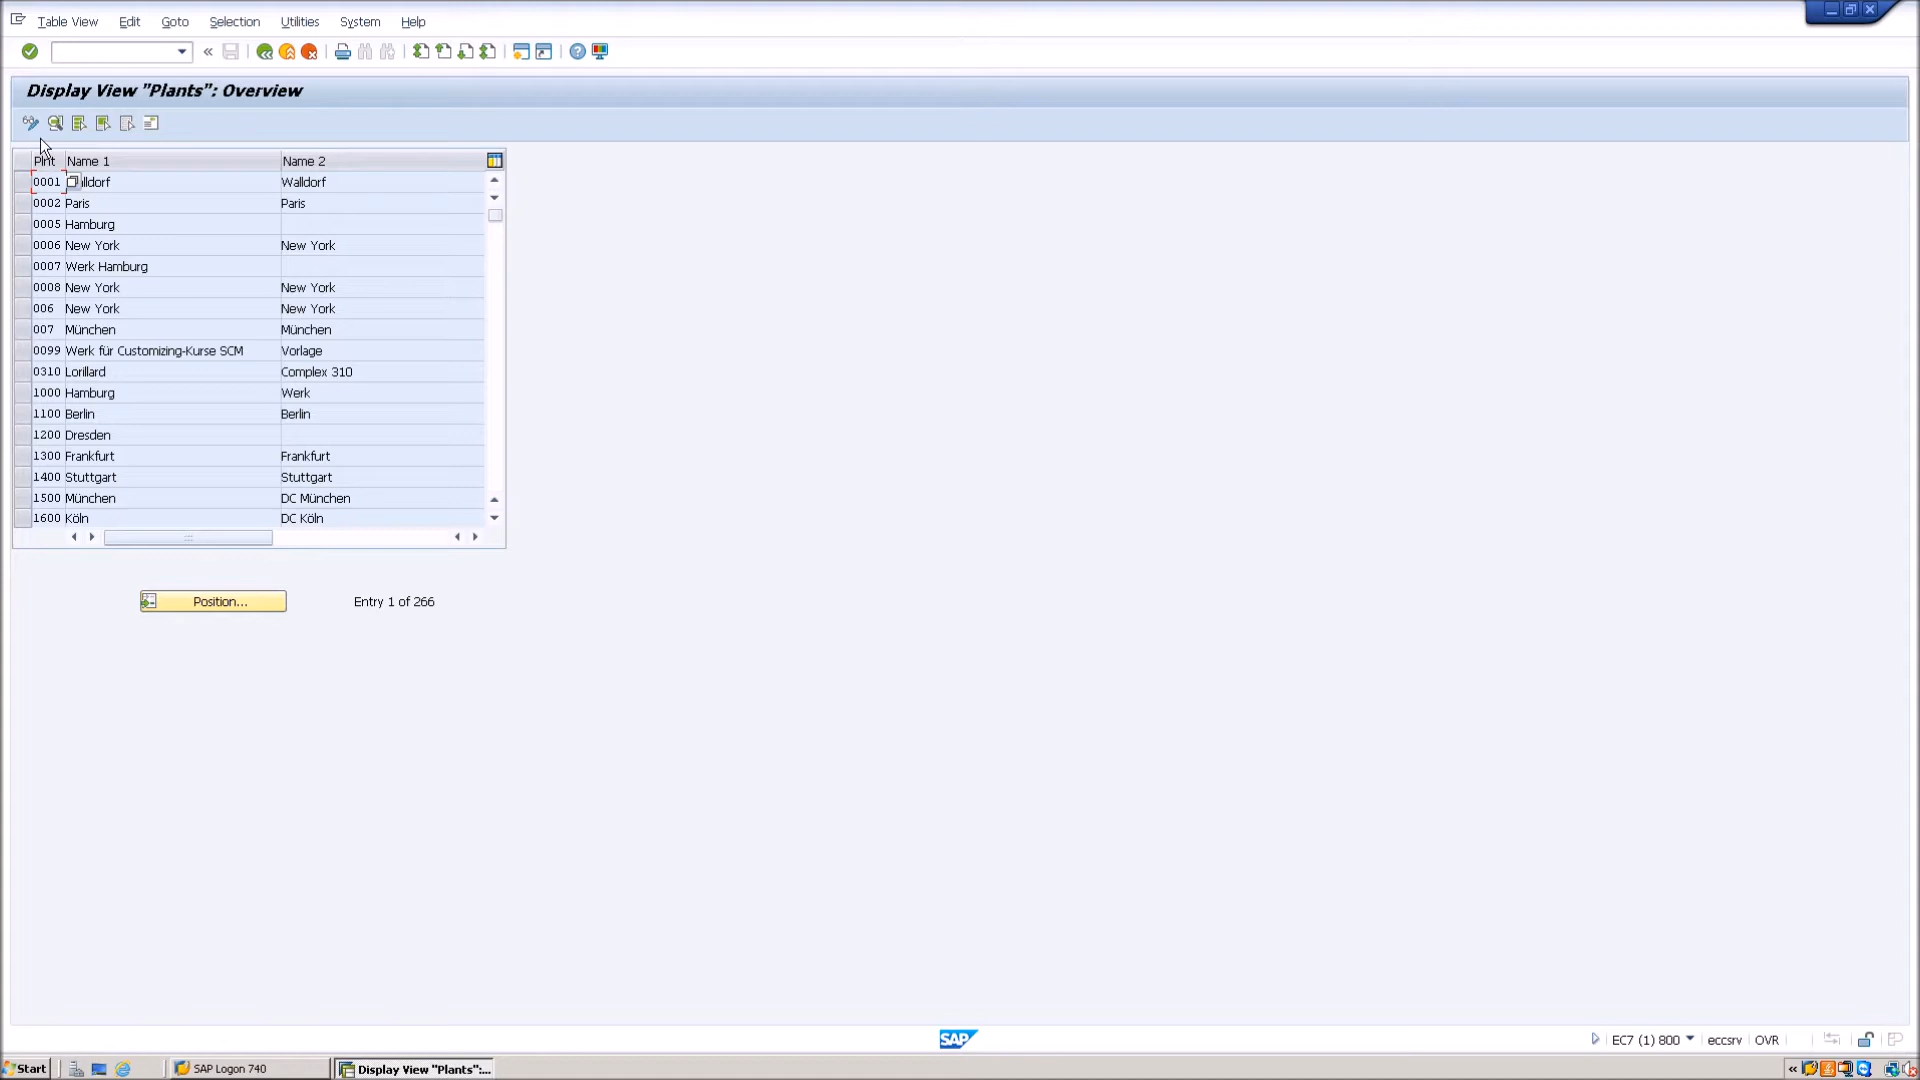 Table View Edit Goto Selection Utilities System Help
Display View "Plants": Overview
Plnt Name 1 Name 2
0001 lldorf Walldorf
0002 Paris Paris
0005 Hamburg
0006 New York New York
0007 Werk Hamburg
0008 New York New York
006 New York New York
007 München München
0099 Werk für Customizing-Kurse SCM Vorlage
0310 Lorillard Complex 310
1000 Hamburg Werk
1100 Berlin Berlin
1200 Dresden
1300 Frankfurt Frankfurt
1400 Stuttgart Stuttgart
1500 München DC München
1600 Köln DC Köln
Position... Entry 1 of 266
SAP EC7 (1) 800 eccsrv OVR
Start SAP Logon 740 Display View "Plants":...